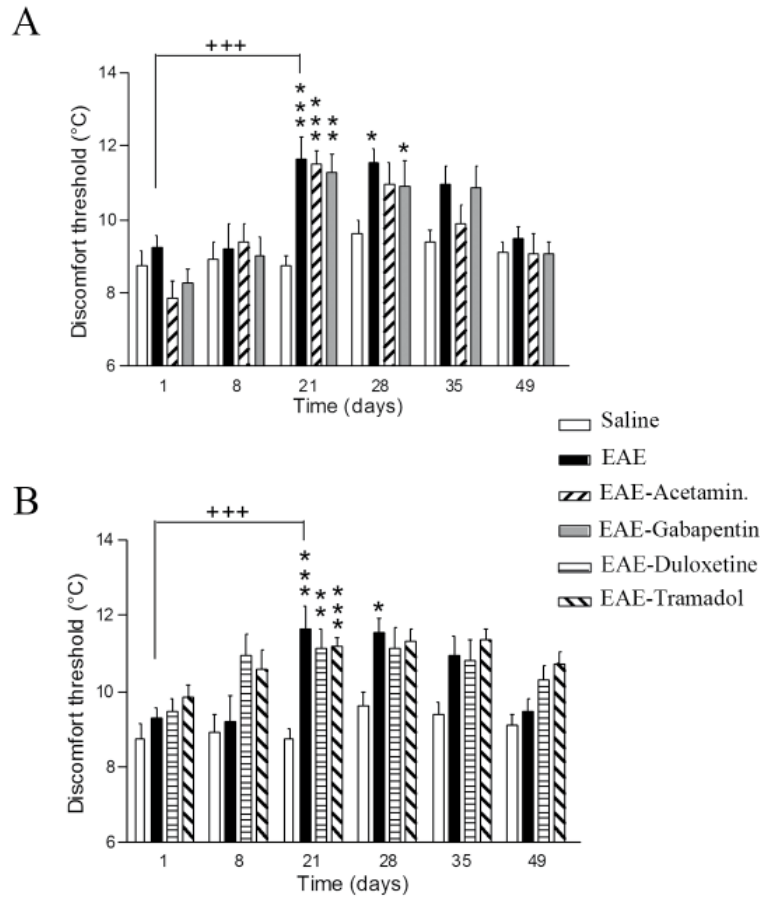 A
+++
14
12
10
8
6
Discomfort threshold (°C)
***
***
**
*
*
1 8 21 28 35 49
Time (days)
Saline
EAE
EAE-Acetamin.
EAE-Gabapentin
EAE-Duloxetine
EAE-Tramadol
B
+++
14
12
10
8
6
Discomfort threshold (°C)
***
**
***
*
1 8 21 28 35 49
Time (days)